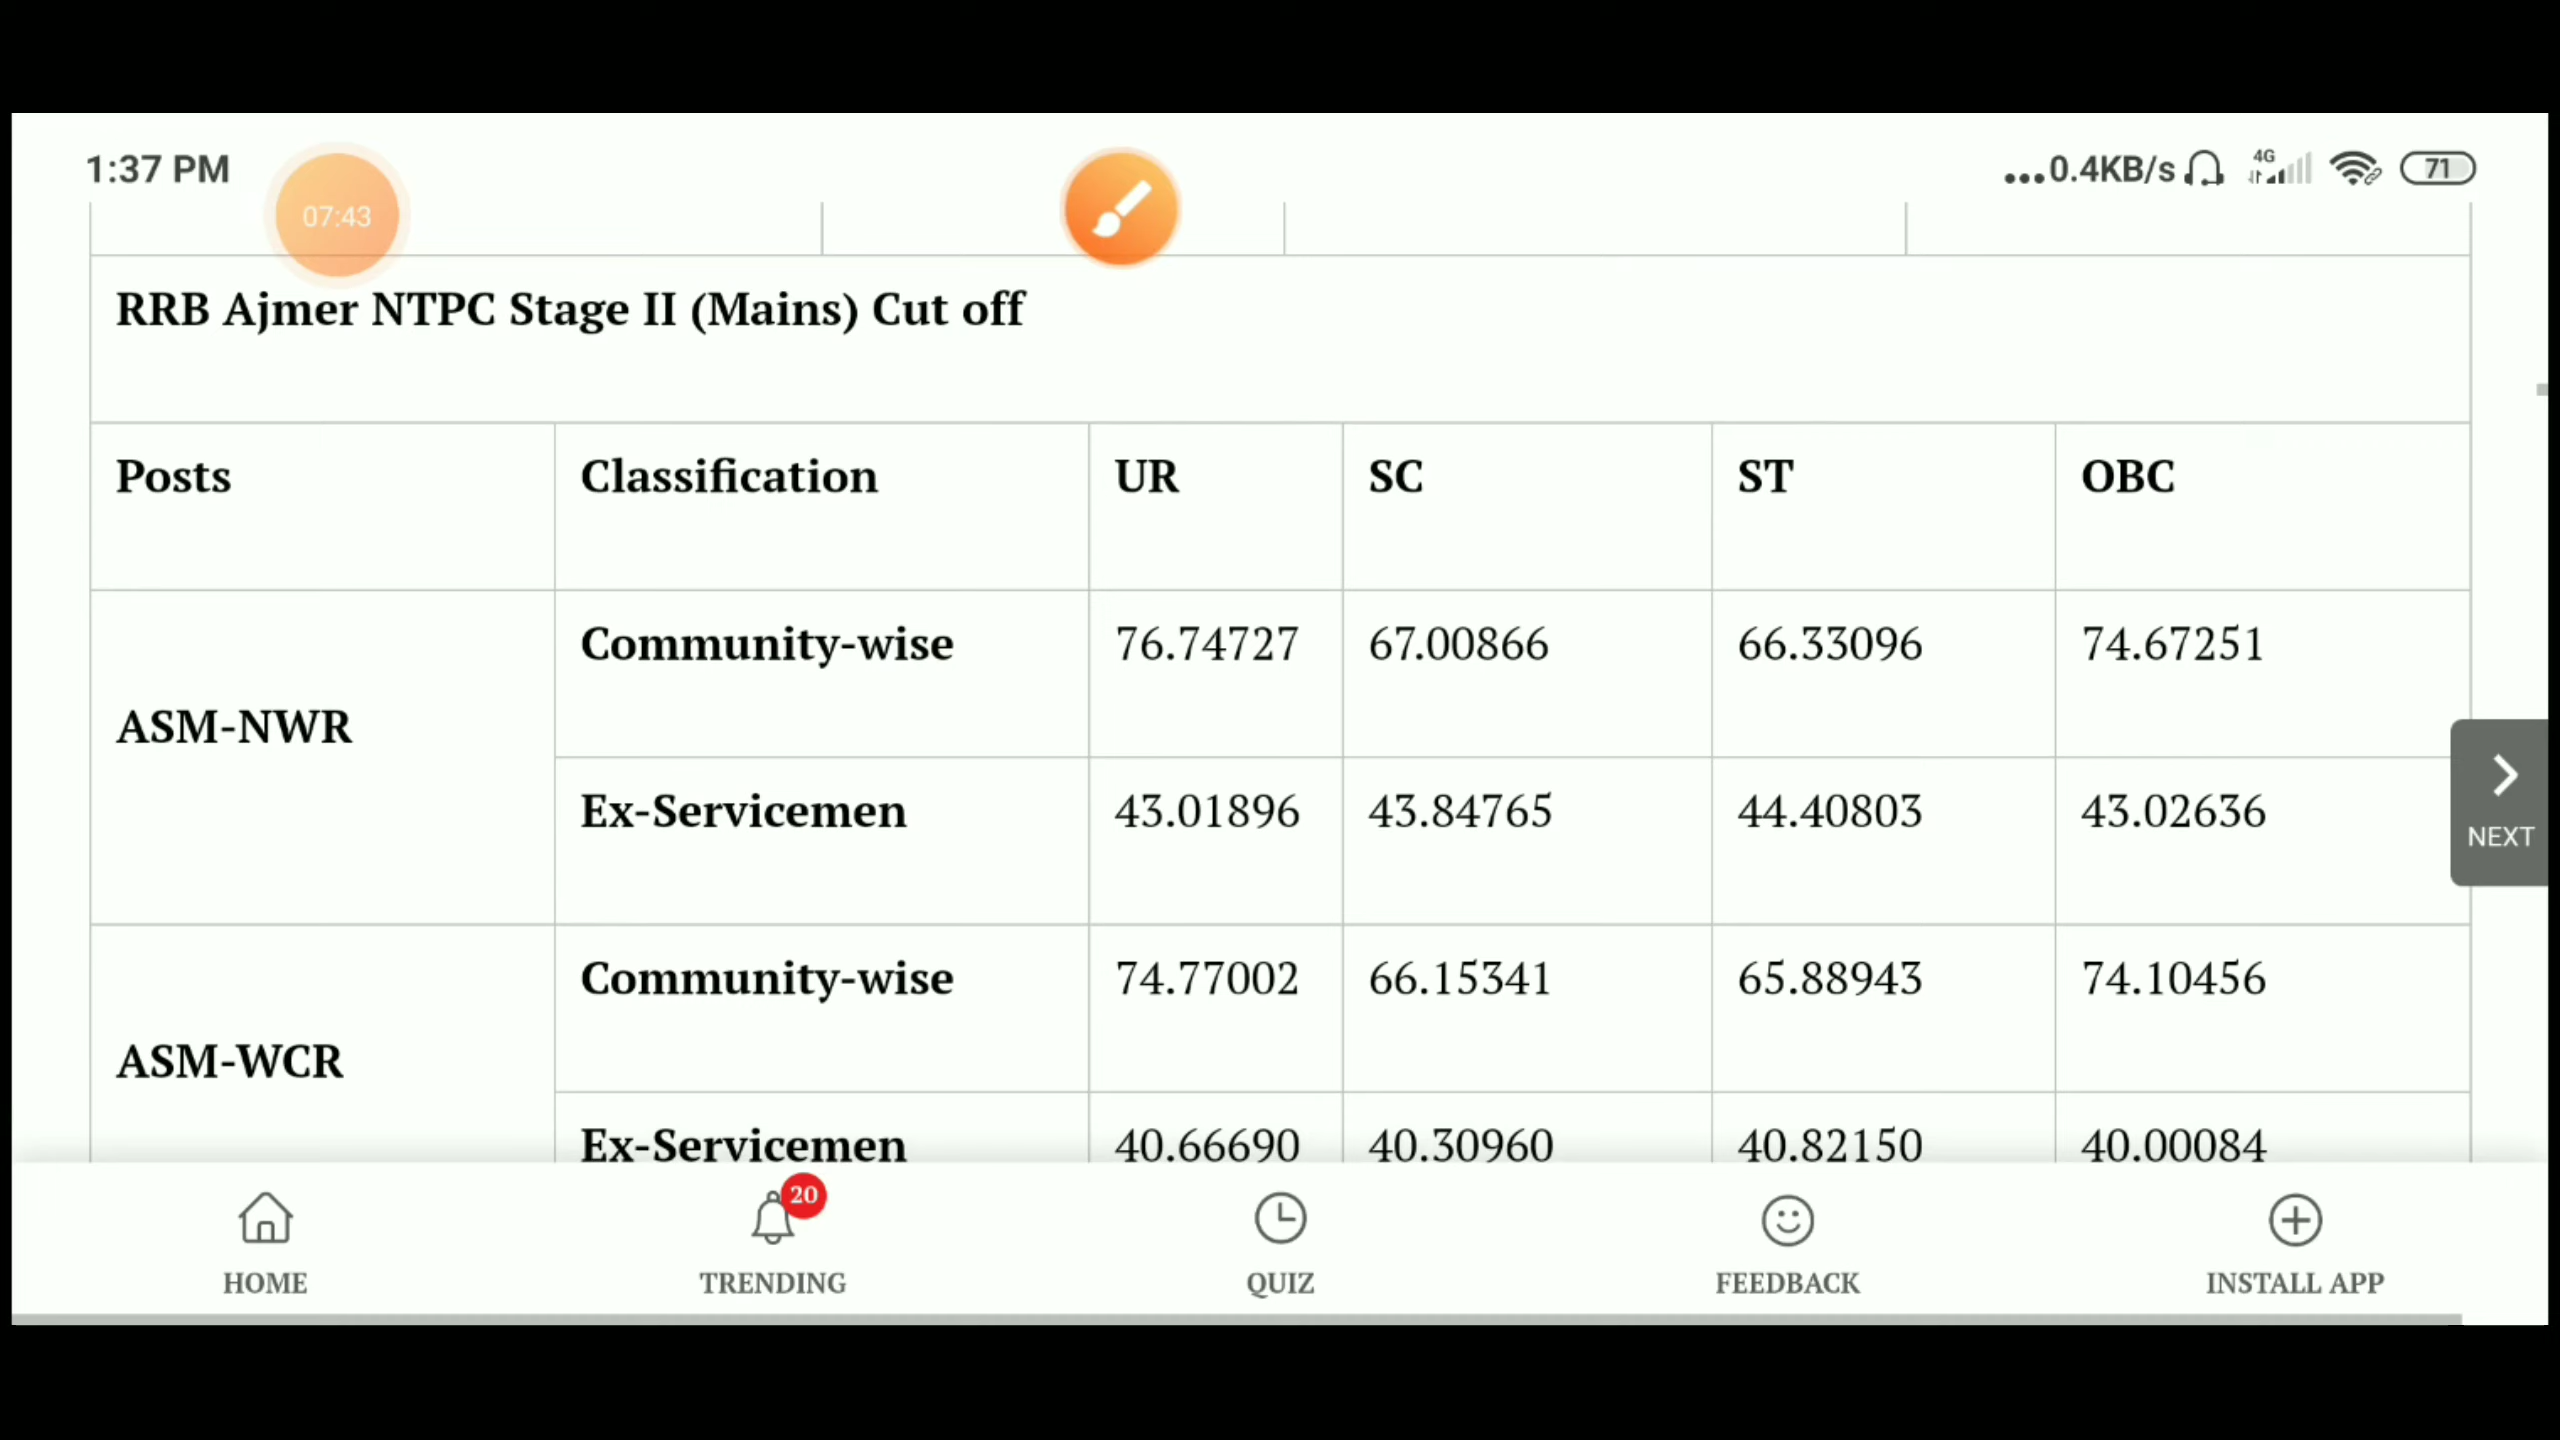 1:37 PM
...0.4KB/s 4G 71
07:43
RRB Ajmer NTPC Stage II (Mains) Cut off
Posts Classification UR SC ST OBC
ASM-NWR
Community-wise 76.74727 67.00866 66.33096 74.67251
Ex-Servicemen 43.01896 43.84765 44.40803 43.02636
NEXT
ASM-WCR
Community-wise 74.77002 66.15341 65.88943 74.10456
Ex-Servicemen 40.66690 40.30960 40.82150 40.00084
20
HOME TRENDING QUIZ FEEDBACK INSTALL APP